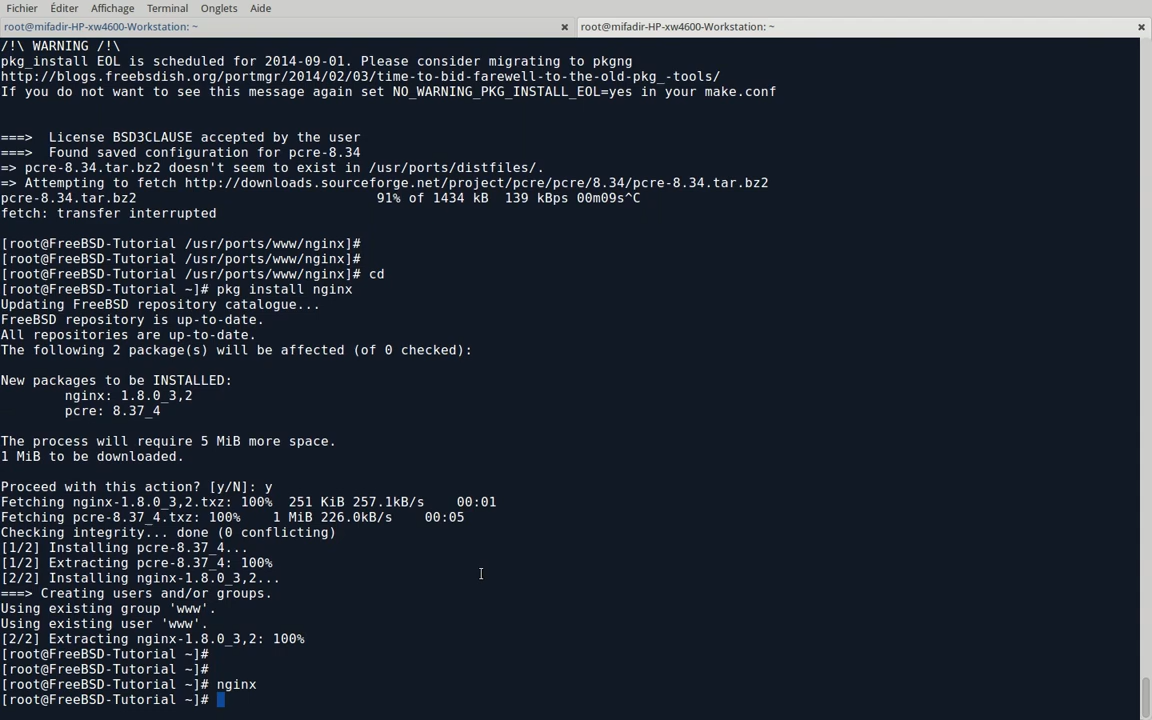 Fichier Éditer Affichage Terminal Onglets Aide
root@mifadir-HP-xw4600-Workstation: ~
root@mifadir-HP-xw4600-Workstation: ~
/!\ WARNING /!\
pkg_install EOL is scheduled for 2014-09-01. Please consider migrating to pkgng
http://blogs.freebsdish.org/portmgr/2014/02/03/time-to-bid-farewell-to-the-old-pkg_-tools/
If you do not want to see this message again set NO_WARNING_PKG_INSTALL_EOL=yes in your make.conf
===>  License BSD3CLAUSE accepted by the user
===>  Found saved configuration for pcre-8.34
=> pcre-8.34.tar.bz2 doesn't seem to exist in /usr/ports/distfiles/.
=> Attempting to fetch http://downloads.sourceforge.net/project/pcre/pcre/8.34/pcre-8.34.tar.bz2
pcre-8.34.tar.bz2                             91% of 1434 kB  139 kBps 00m09s^C
fetch: transfer interrupted
[root@FreeBSD-Tutorial /usr/ports/www/nginx]#
[root@FreeBSD-Tutorial /usr/ports/www/nginx]#
[root@FreeBSD-Tutorial /usr/ports/www/nginx]# cd
[root@FreeBSD-Tutorial ~]# pkg install nginx
Updating FreeBSD repository catalogue...
FreeBSD repository is up-to-date.
All repositories are up-to-date.
The following 2 package(s) will be affected (of 0 checked):
New packages to be INSTALLED:
nginx: 1.8.0_3,2
pcre: 8.37_4
The process will require 5 MiB more space.
1 MiB to be downloaded.
Proceed with this action? [y/N]: y
Fetching nginx-1.8.0_3,2.txz: 100%  251 KiB 257.1kB/s    00:01
Fetching pcre-8.37_4.txz: 100%    1 MiB 226.0kB/s    00:05
Checking integrity... done (0 conflicting)
[1/2] Installing pcre-8.37_4...
[1/2] Extracting pcre-8.37_4: 100%
[2/2] Installing nginx-1.8.0_3,2...
===> Creating users and/or groups.
Using existing group 'www'.
Using existing user 'www'.
[2/2] Extracting nginx-1.8.0_3,2: 100%
[root@FreeBSD-Tutorial ~]#
[root@FreeBSD-Tutorial ~]#
[root@FreeBSD-Tutorial ~]# nginx
[root@FreeBSD-Tutorial ~]#